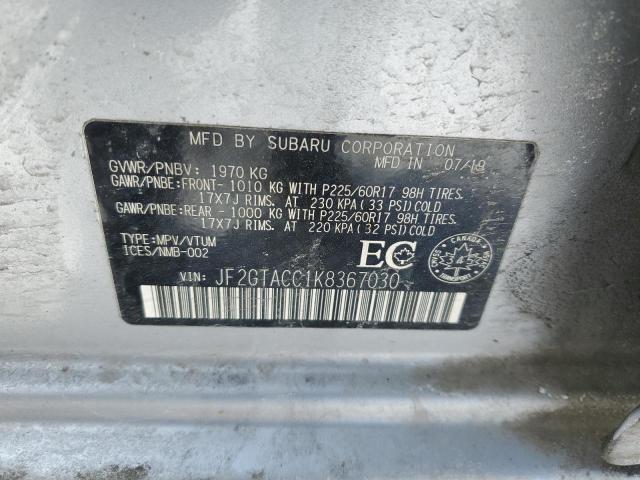 MFD BY SUBARU CORPORATION
MFD IN 07/18
GVWR/PNBV: 1970 KG
GAWR/PNBE:FRONT- 1010 KG WITH P225/60R17 98H TIRES.
17X7J RIMS. AT 230 KPA (33 PSI)COLD
GAWR/PNBE:REAR - 1000 KG WITH P225/60R17 98H TIRES.
17X7J RIMS. AT 220 KPA (32 PSI)COLD
TYPE:MPV/VTUM
ICES/NMB-002
EC
CANADA
VIN: JF2GTACC1K8367030